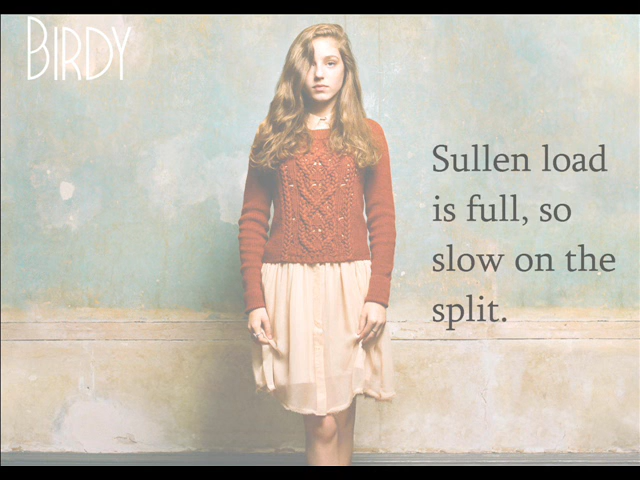 BIRDY
Sullen load
is full, so
slow on the
split.